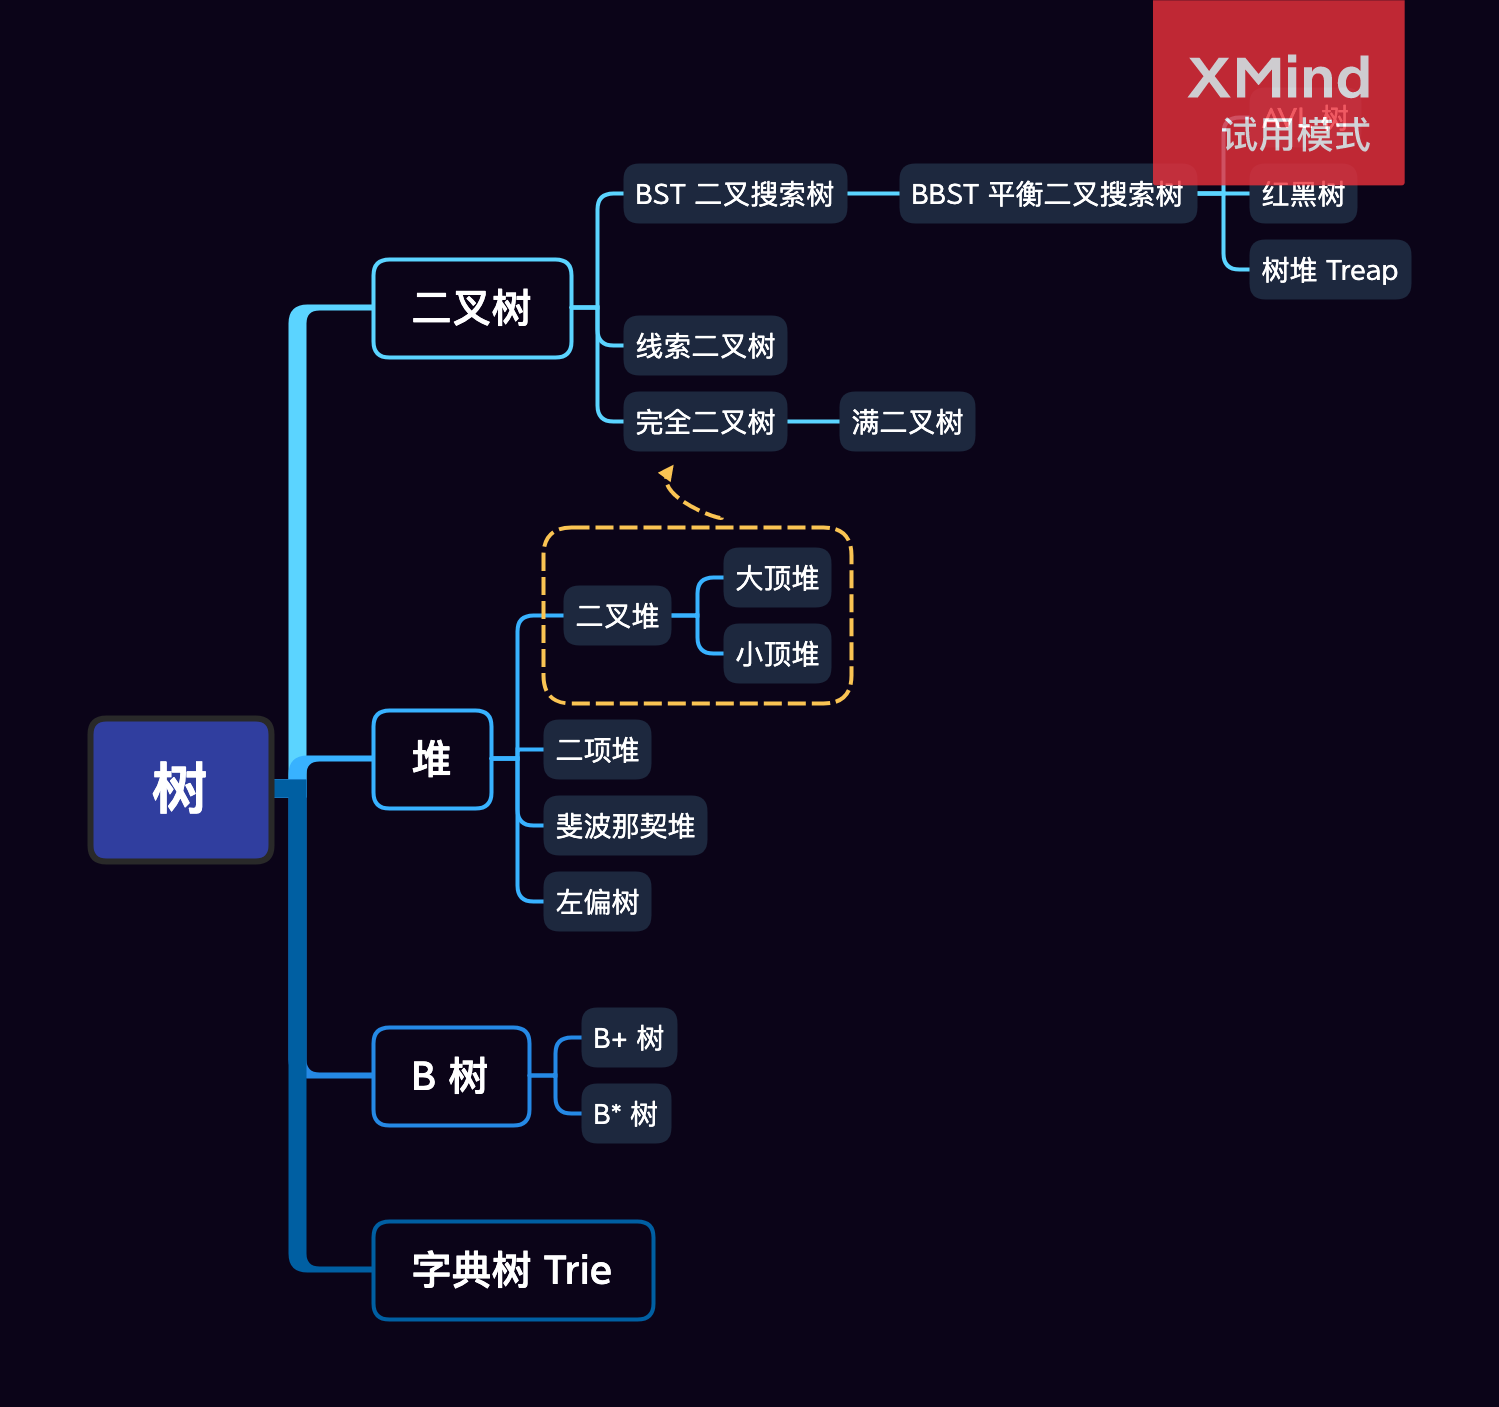 XMind
试用模式
AVL 树
BST 二叉搜索树
BBST 平衡二叉搜索树
红黑树
树堆 Treap
二叉树
线索二叉树
完全二叉树
满二叉树
大顶堆
二叉堆
小顶堆
树
堆
二项堆
斐波那契堆
左偏树
B+ 树
B 树
B* 树
字典树 Trie